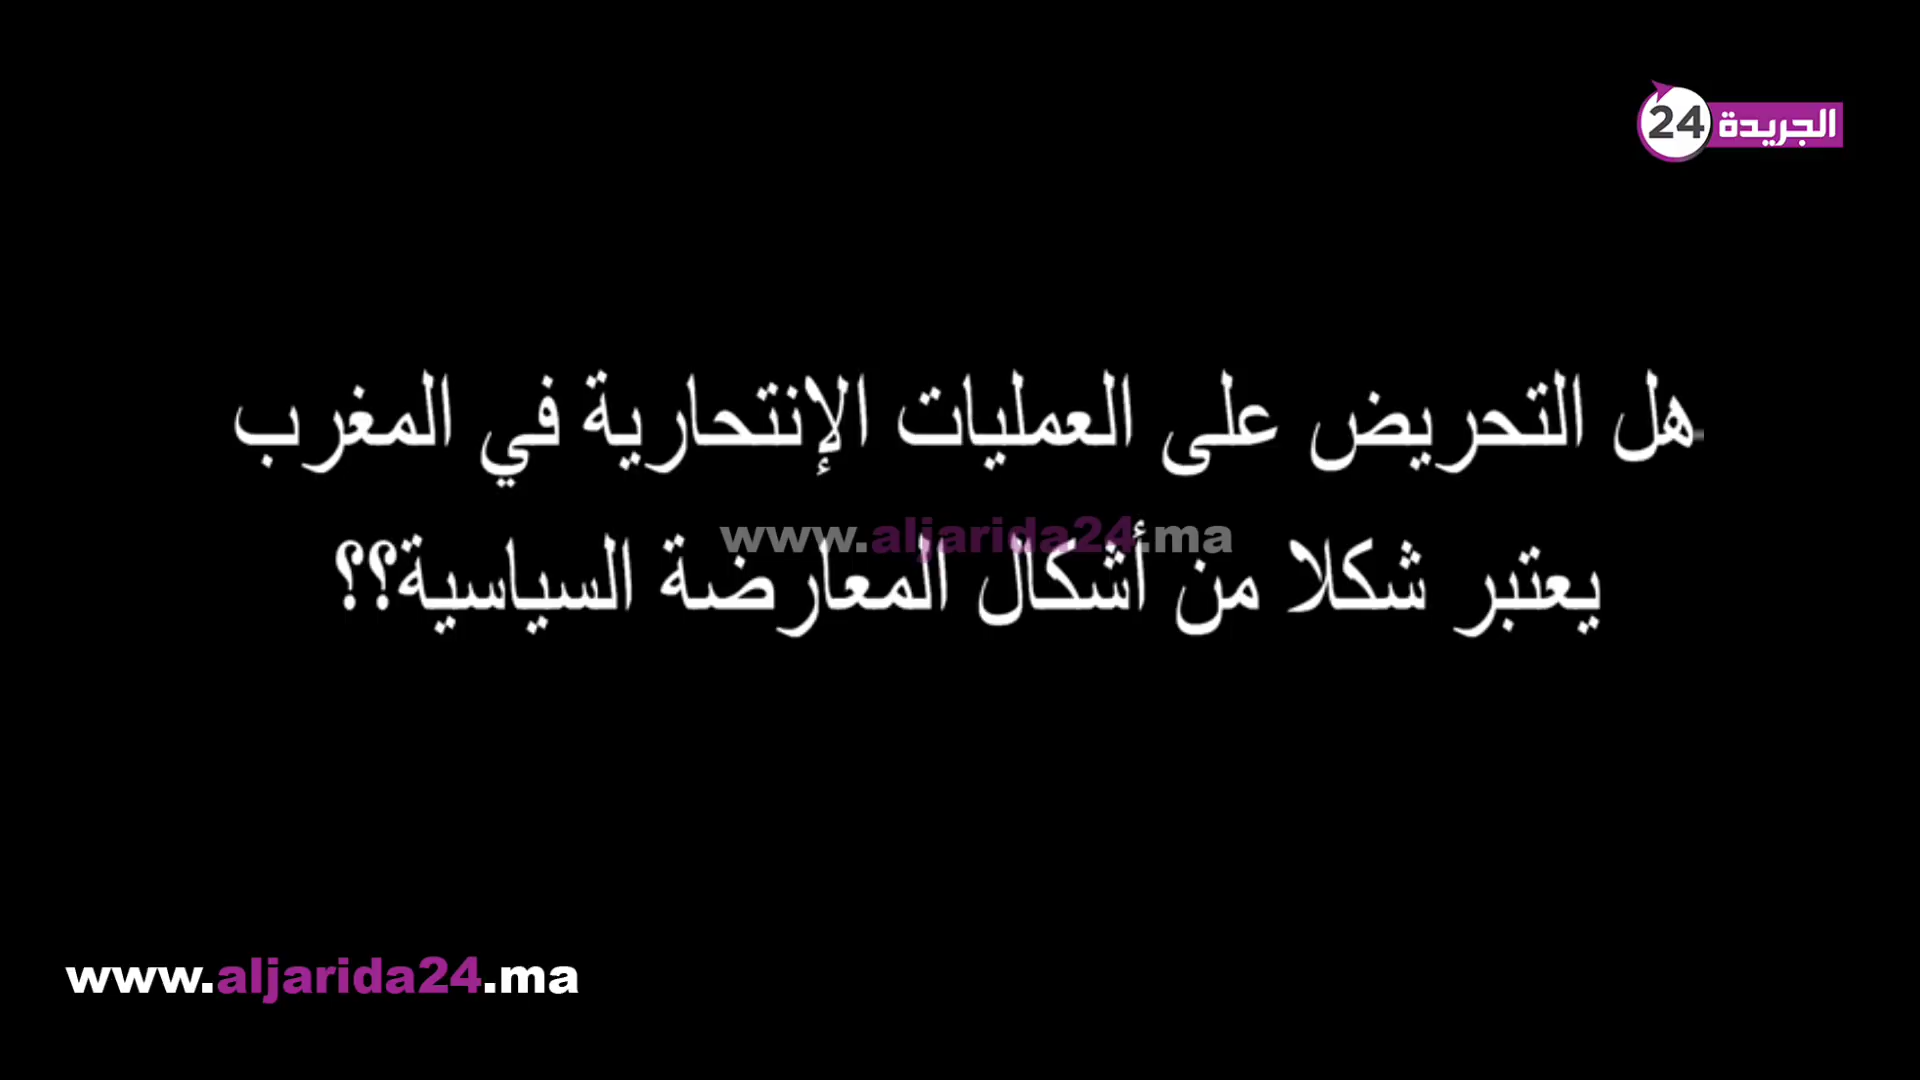 الجريدة 24
هل التحريض على العمليات الإنتحارية في المغرب
www.aljarida24.ma
يعتبر شكلا من أشكال المعارضة السياسية؟؟
www.aljarida24.ma